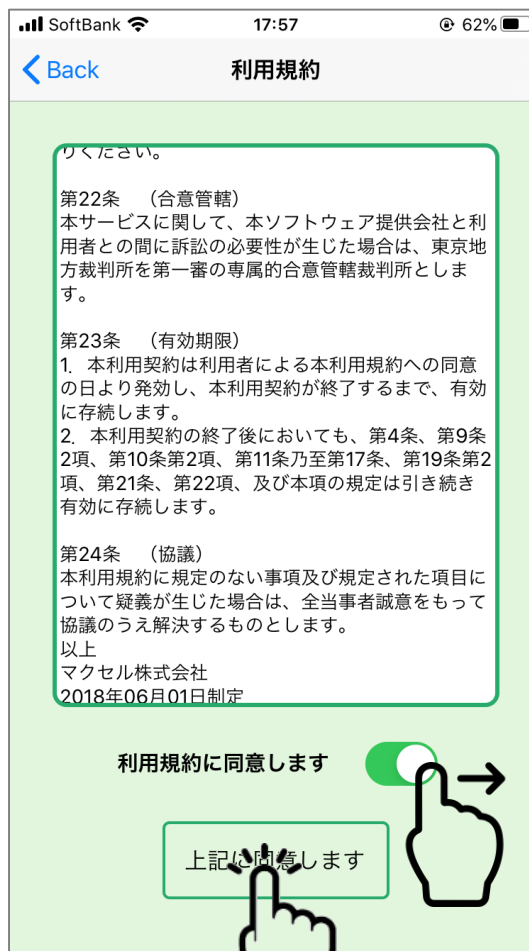 SoftBank 17:57 62%
Back 利用規約
りください。
第22条　（合意管轄）
本サービスに関して、本ソフトウェア提供会社と利
用者との間に訴訟の必要性が生じた場合は、東京地
方裁判所を第一審の専属的合意管轄裁判所としま
す。
第23条　（有効期限）
1．本利用契約は利用者による本利用規約への同意
の日より発効し、本利用契約が終了するまで、有効
に存続します。
2．本利用契約の終了後においても、第4条、第9条
2項、第10条第2項、第11条乃至第17条、第19条第2
項、第21条、第22項、及び本項の規定は引き続き
有効に存続します。
第24条　（協議）
本利用規約に規定のない事項及び規定された項目に
ついて疑義が生じた場合は、全当事者誠意をもって
協議のうえ解決するものとします。
以上
マクセル株式会社
2018年06月01日制定
利用規約に同意します
上記に同意します